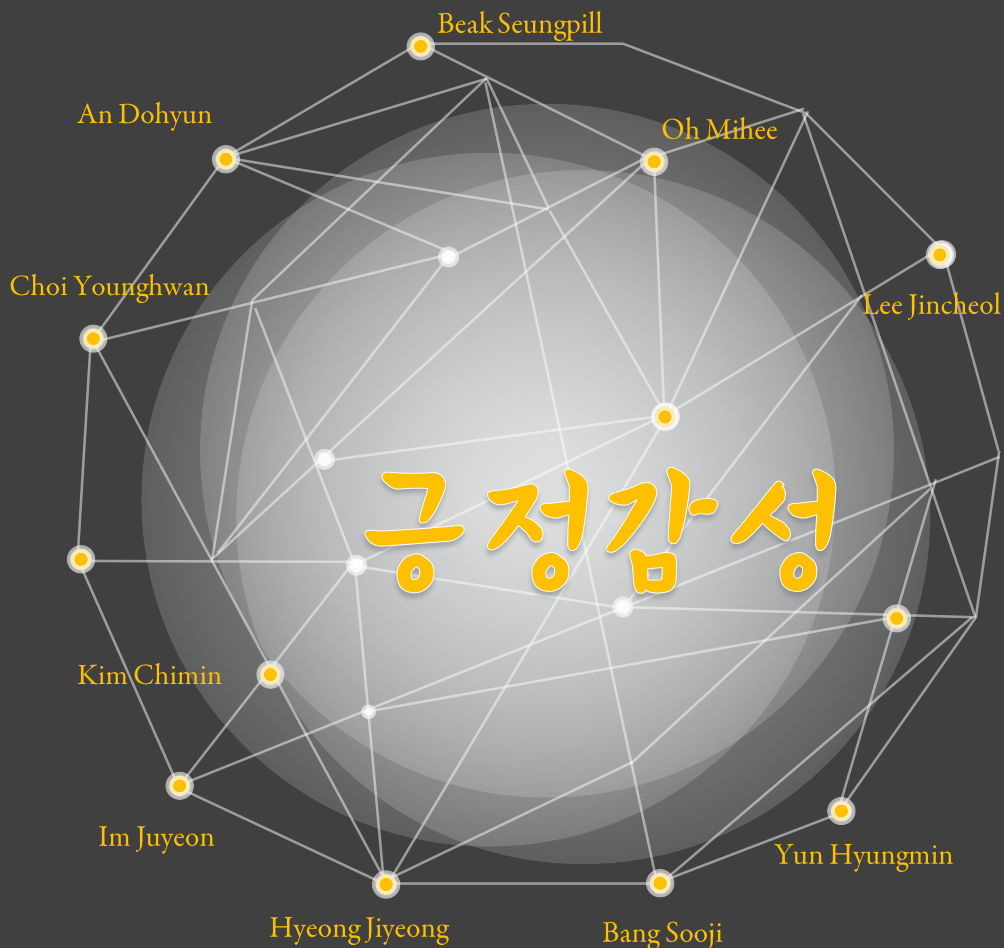 Beak Seungpill
An Dohyun
Oh Mihee
Choi Younghwan
Lee Jincheol
긍정감성
Kim Chimin
Im Juyeon
Yun Hyungmin
Hyeong Jiyeong
Bang Sooji